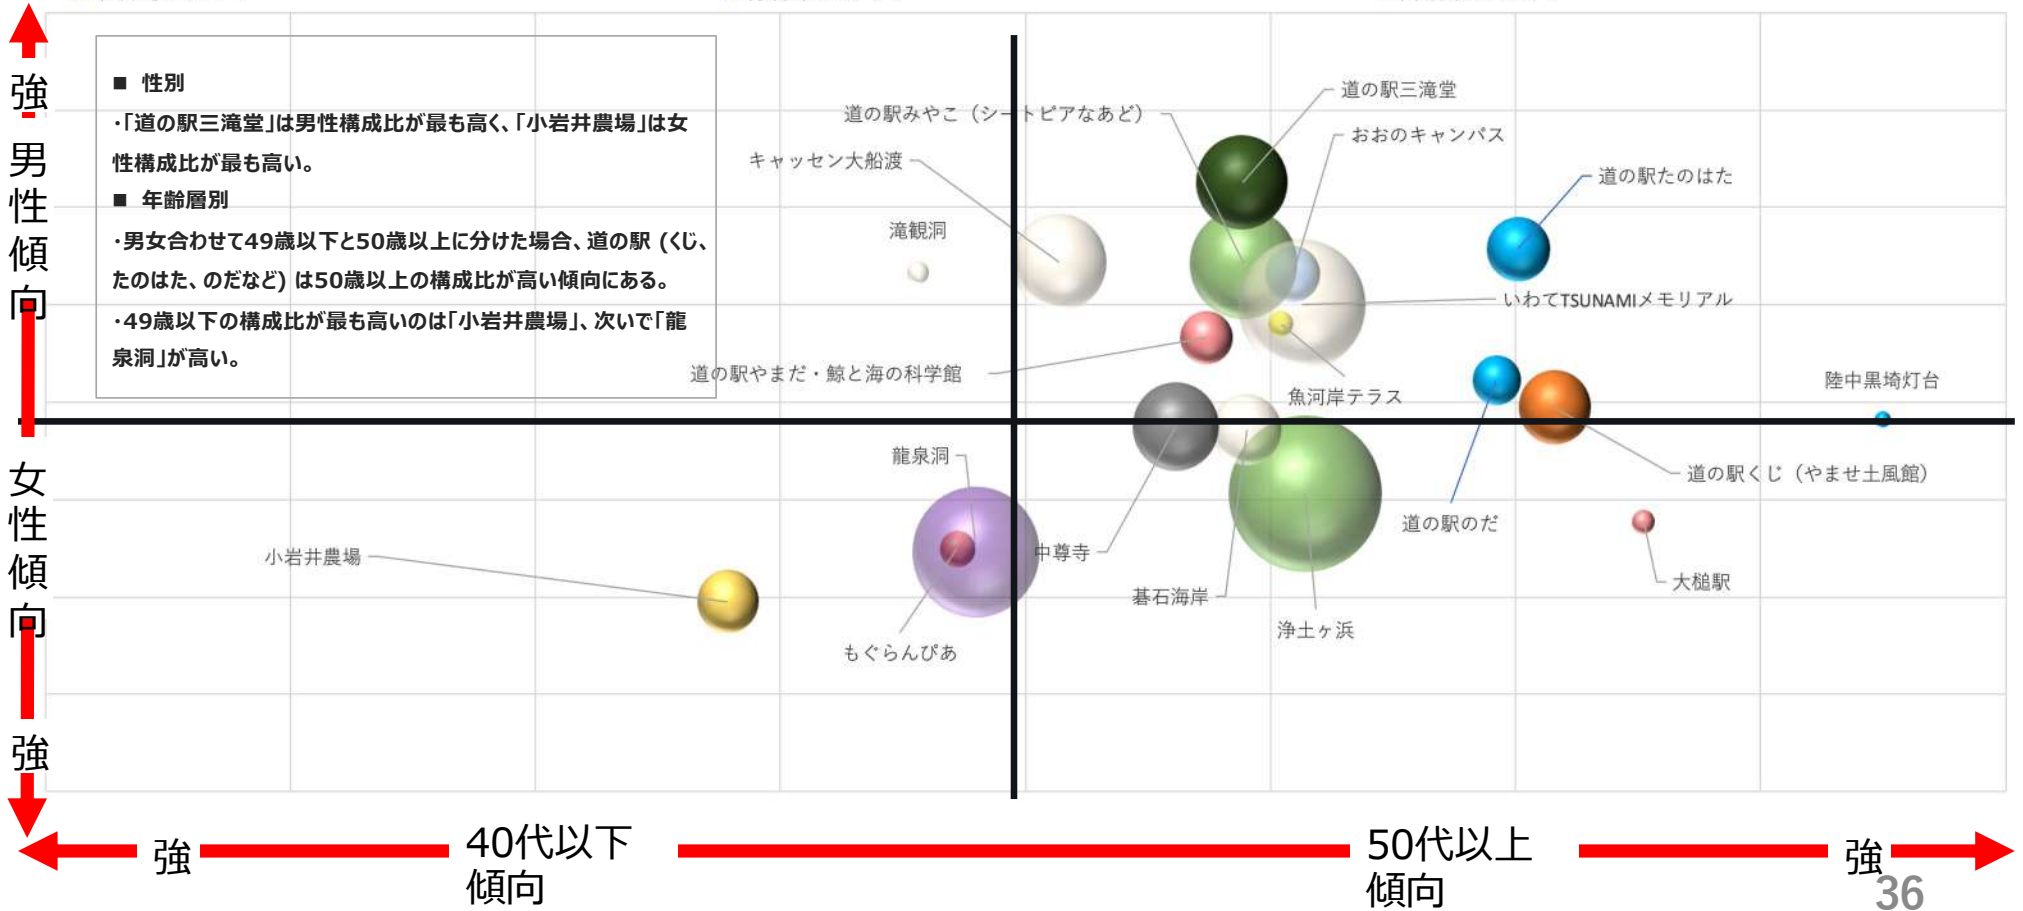 強
男性傾向
女性傾向
強
■ 性別
・「道の駅三滝堂」は男性構成比が最も高く、「小岩井農場」は女
性構成比が最も高い。
■ 年齢層別
・男女合わせて49歳以下と50歳以上に分けた場合、道の駅 (くじ、
たのはた、のだなど) は50歳以上の構成比が高い傾向にある。
・49歳以下の構成比が最も高いのは「小岩井農場」、次いで「龍
泉洞」が高い。
道の駅三滝堂
道の駅みやこ（シートピアなあど）
おおのキャンパス
キャッセン大船渡
道の駅たのはた
滝観洞
いわてTSUNAMIメモリアル
道の駅やまだ・鯨と海の科学館
魚河岸テラス
陸中黒埼灯台
龍泉洞
道の駅くじ（やませ土風館）
道の駅のだ
小岩井農場
中尊寺
大槌駅
碁石海岸
浄土ヶ浜
もぐらんぴあ
強
40代以下
傾向
50代以上
傾向
強
36